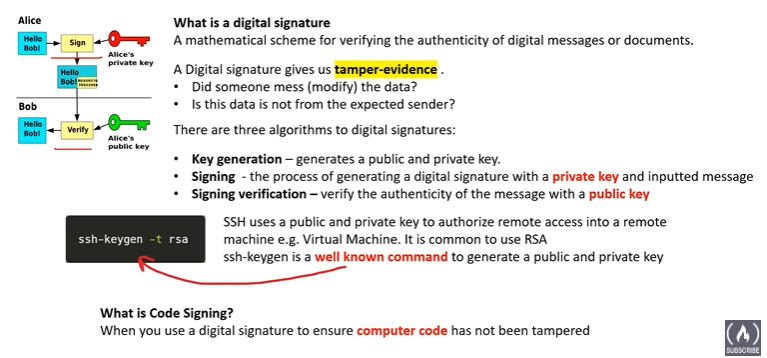 Alice
Hello
Bob!
Sign
Alice's
private key
Hello
Bob!
Bob
Hello
Bob!
Verify
Alice's
public key
What is a digital signature
A mathematical scheme for verifying the authenticity of digital messages or documents.
A Digital signature gives us tamper-evidence .
• Did someone mess (modify) the data?
• Is this data is not from the expected sender?
There are three algorithms to digital signatures:
• Key generation – generates a public and private key.
• Signing - the process of generating a digital signature with a private key and inputted message
• Signing verification – verify the authenticity of the message with a public key
ssh-keygen -t rsa
SSH uses a public and private key to authorize remote access into a remote
machine e.g. Virtual Machine. It is common to use RSA
ssh-keygen is a well known command to generate a public and private key
What is Code Signing?
When you use a digital signature to ensure computer code has not been tampered
SUBSCRIBE